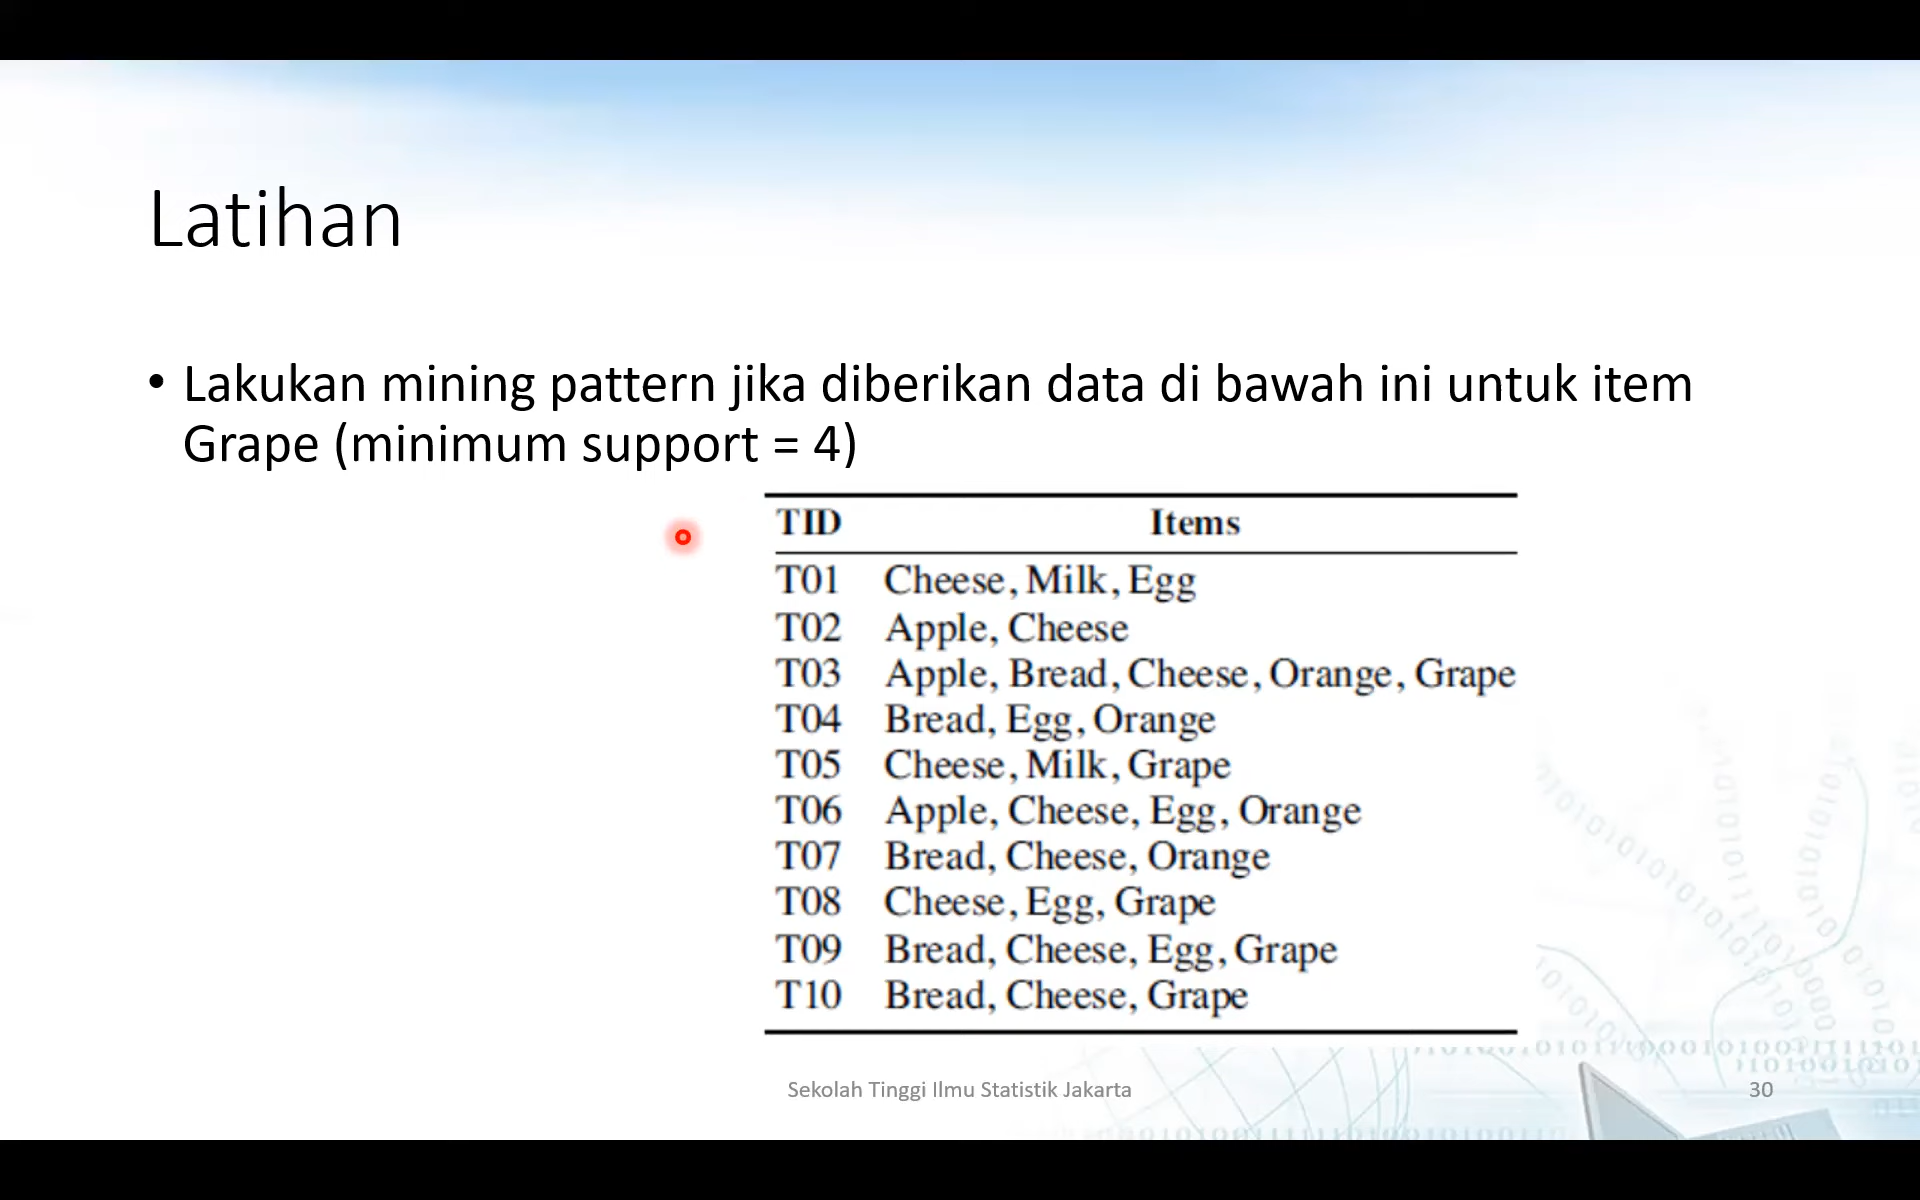 Latihan
• Lakukan mining pattern jika diberikan data di bawah ini untuk item
Grape (minimum support = 4)
TID Items
T01 Cheese, Milk, Egg
T02 Apple, Cheese
T03 Apple, Bread, Cheese, Orange, Grape
T04 Bread, Egg, Orange
T05 Cheese, Milk, Grape
T06 Apple, Cheese, Egg, Orange
T07 Bread, Cheese, Orange
T08 Cheese, Egg, Grape
T09 Bread, Cheese, Egg, Grape
T10 Bread, Cheese, Grape
Sekolah Tinggi Ilmu Statistik Jakarta
30